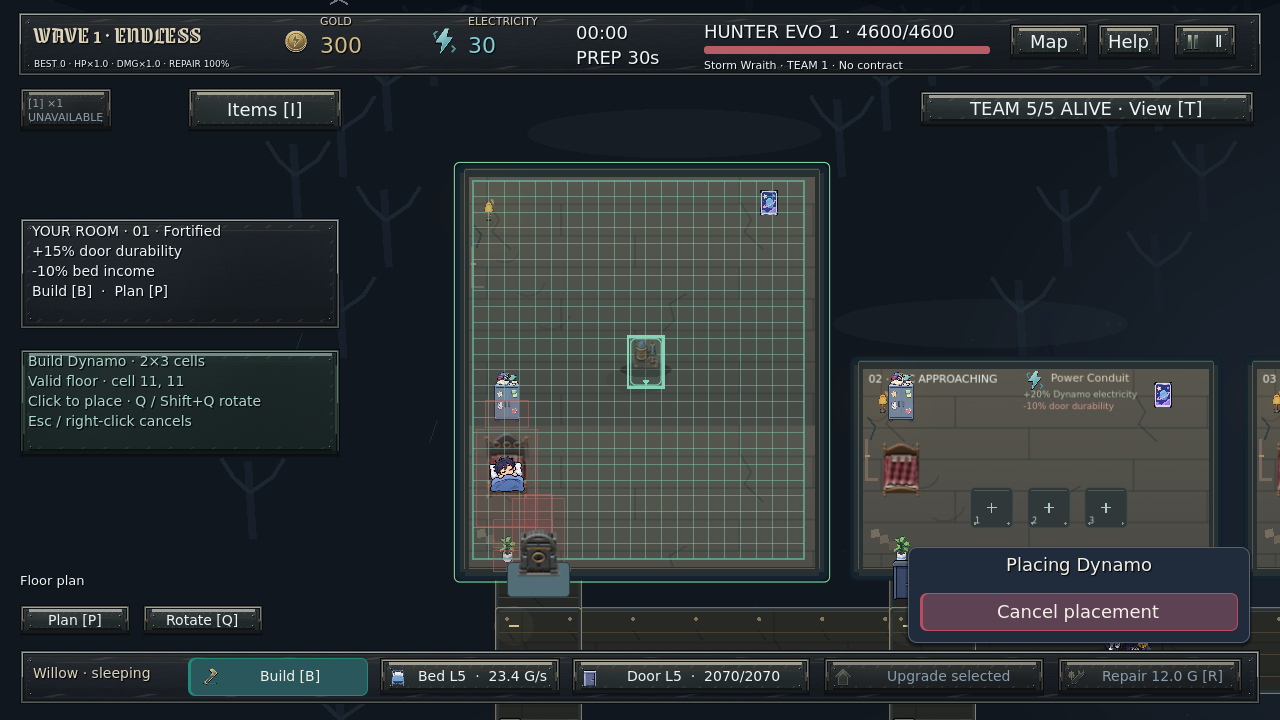 WAVE 1 · ENDLESS
BEST 0 · HP×1.0 · DMG×1.0 · REPAIR 100%
GOLD
300
ELECTRICITY
30
00:00
PREP 30s
HUNTER EVO 1 · 4600/4600
Storm Wraith · TEAM 1 · No contract
Map
Help
[1] ×1
UNAVAILABLE
Items [I]
TEAM 5/5 ALIVE · View [T]
YOUR ROOM · 01 · Fortified
+15% door durability
-10% bed income
Build [B] · Plan [P]
Build Dynamo · 2×3 cells
Valid floor · cell 11, 11
Click to place · Q / Shift+Q rotate
Esc / right-click cancels
02 ·
APPROACHING
Power Conduit
+20% Dynamo electricity
-10% door durability
03
+
1
+
2
+
3
Floor plan
Plan [P]
Rotate [Q]
Placing Dynamo
Cancel placement
Willow · sleeping
Build [B]
Bed L5 · 23.4 G/s
Door L5 · 2070/2070
Upgrade selected
Repair 12.0 G [R]